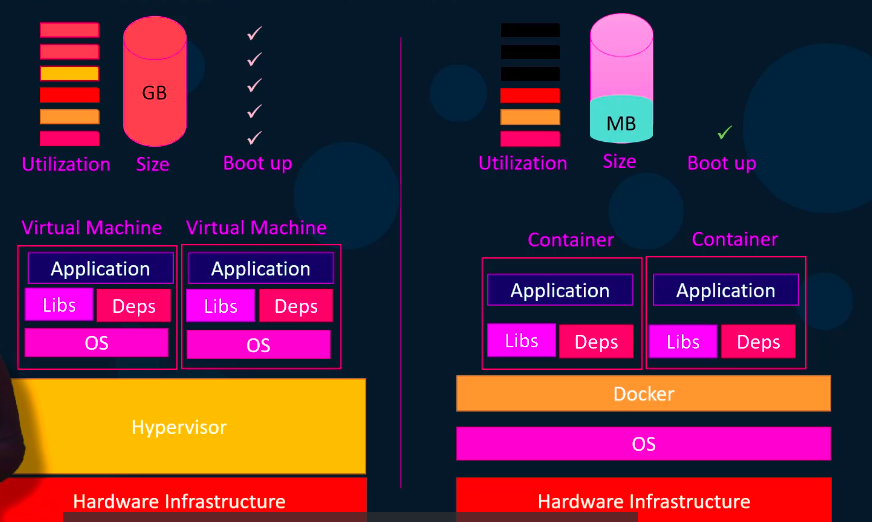 GB
Utilization
Size
Boot up
Virtual Machine
Virtual Machine
Application
Application
Libs
Deps
Libs
Deps
OS
OS
Hypervisor
Hardware Infrastructure
MB
Utilization
Size
Boot up
Container
Container
Application
Application
Libs
Deps
Libs
Deps
Docker
OS
Hardware Infrastructure